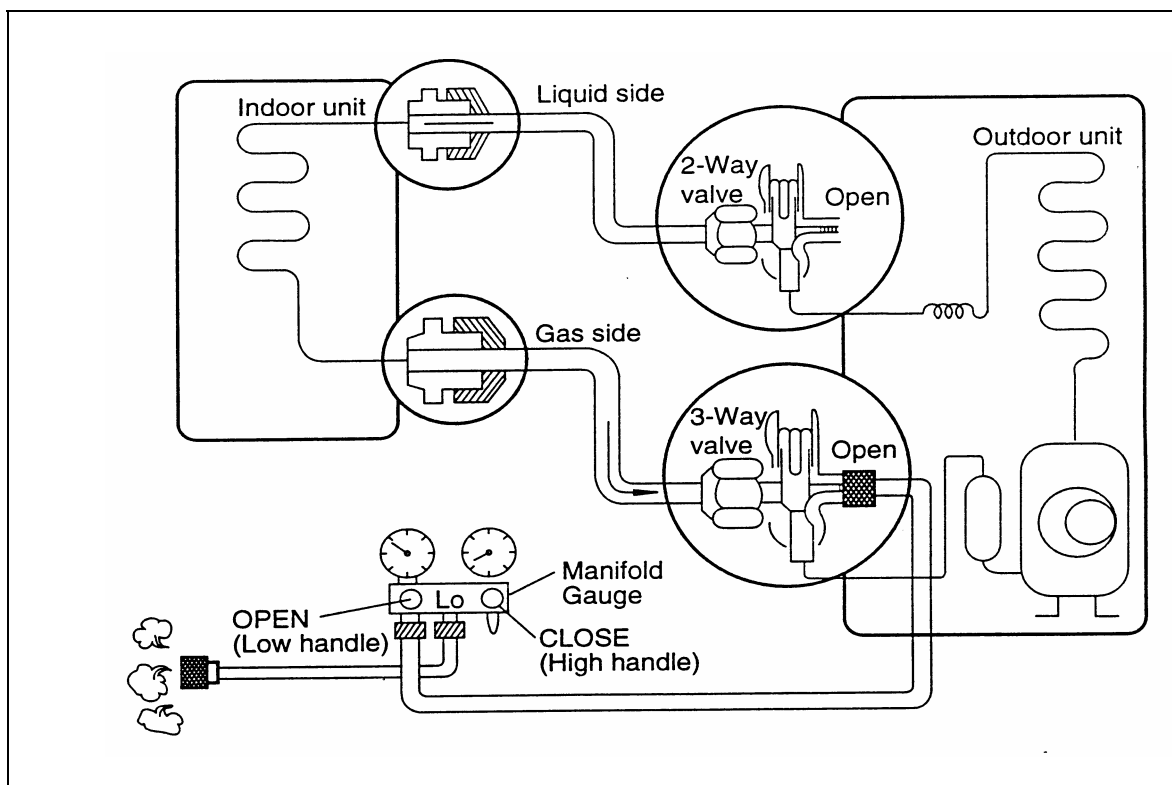 Indoor unit
Liquid side
Outdoor unit
2-Way
valve
Open
Gas side
3-Way
valve
Open
Manifold
Gauge
Lo
OPEN
(Low handle)
CLOSE
(High handle)